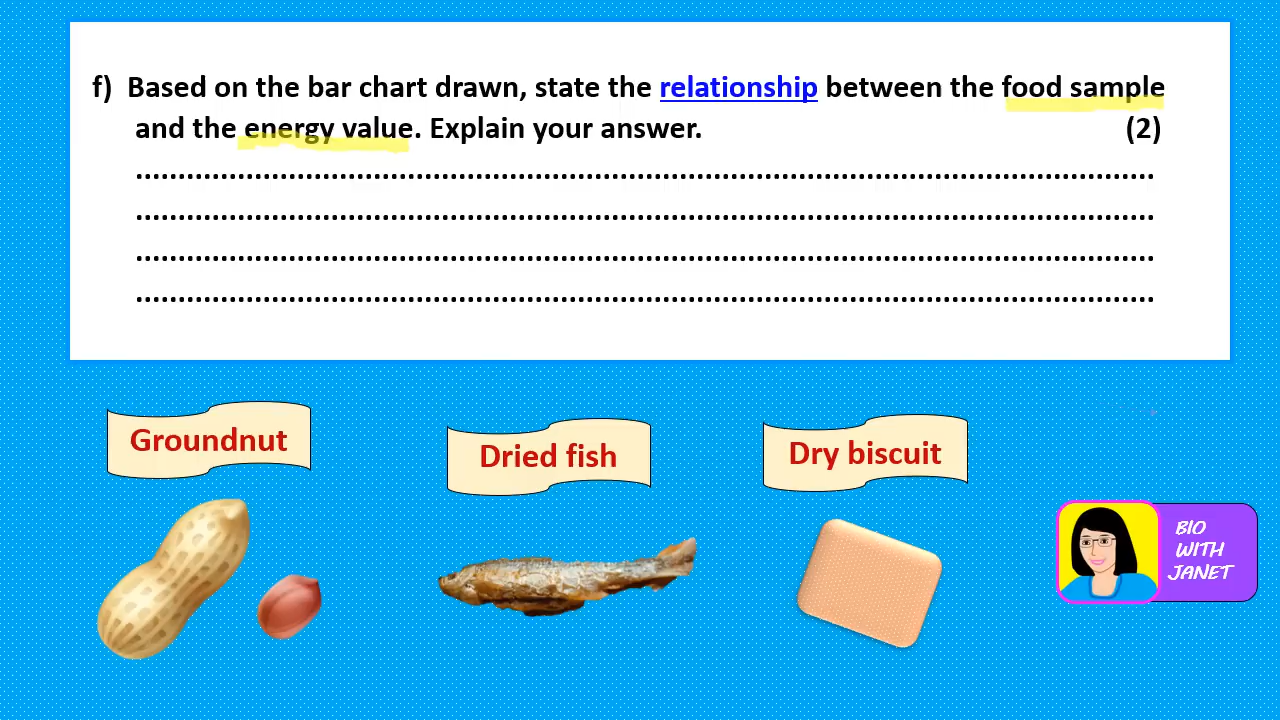 f) Based on the bar chart drawn, state the relationship between the food sample
and the energy value. Explain your answer. (2)
................................................................................................................
................................................................................................................
................................................................................................................
................................................................................................................
Groundnut
Dried fish
Dry biscuit
BIO
WITH
JANET